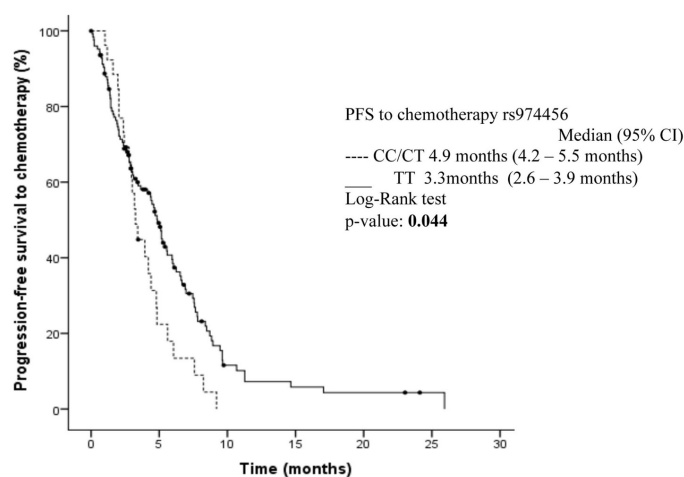 Progression-free survival to chemotherapy (%)
100
80
60
40
20
0
0
5
10
15
20
25
30
Time (months)
PFS to chemotherapy rs974456
Median (95% CI)
---- CC/CT 4.9 months (4.2 – 5.5 months)
___ TT 3.3months (2.6 – 3.9 months)
Log-Rank test
p-value: 0.044